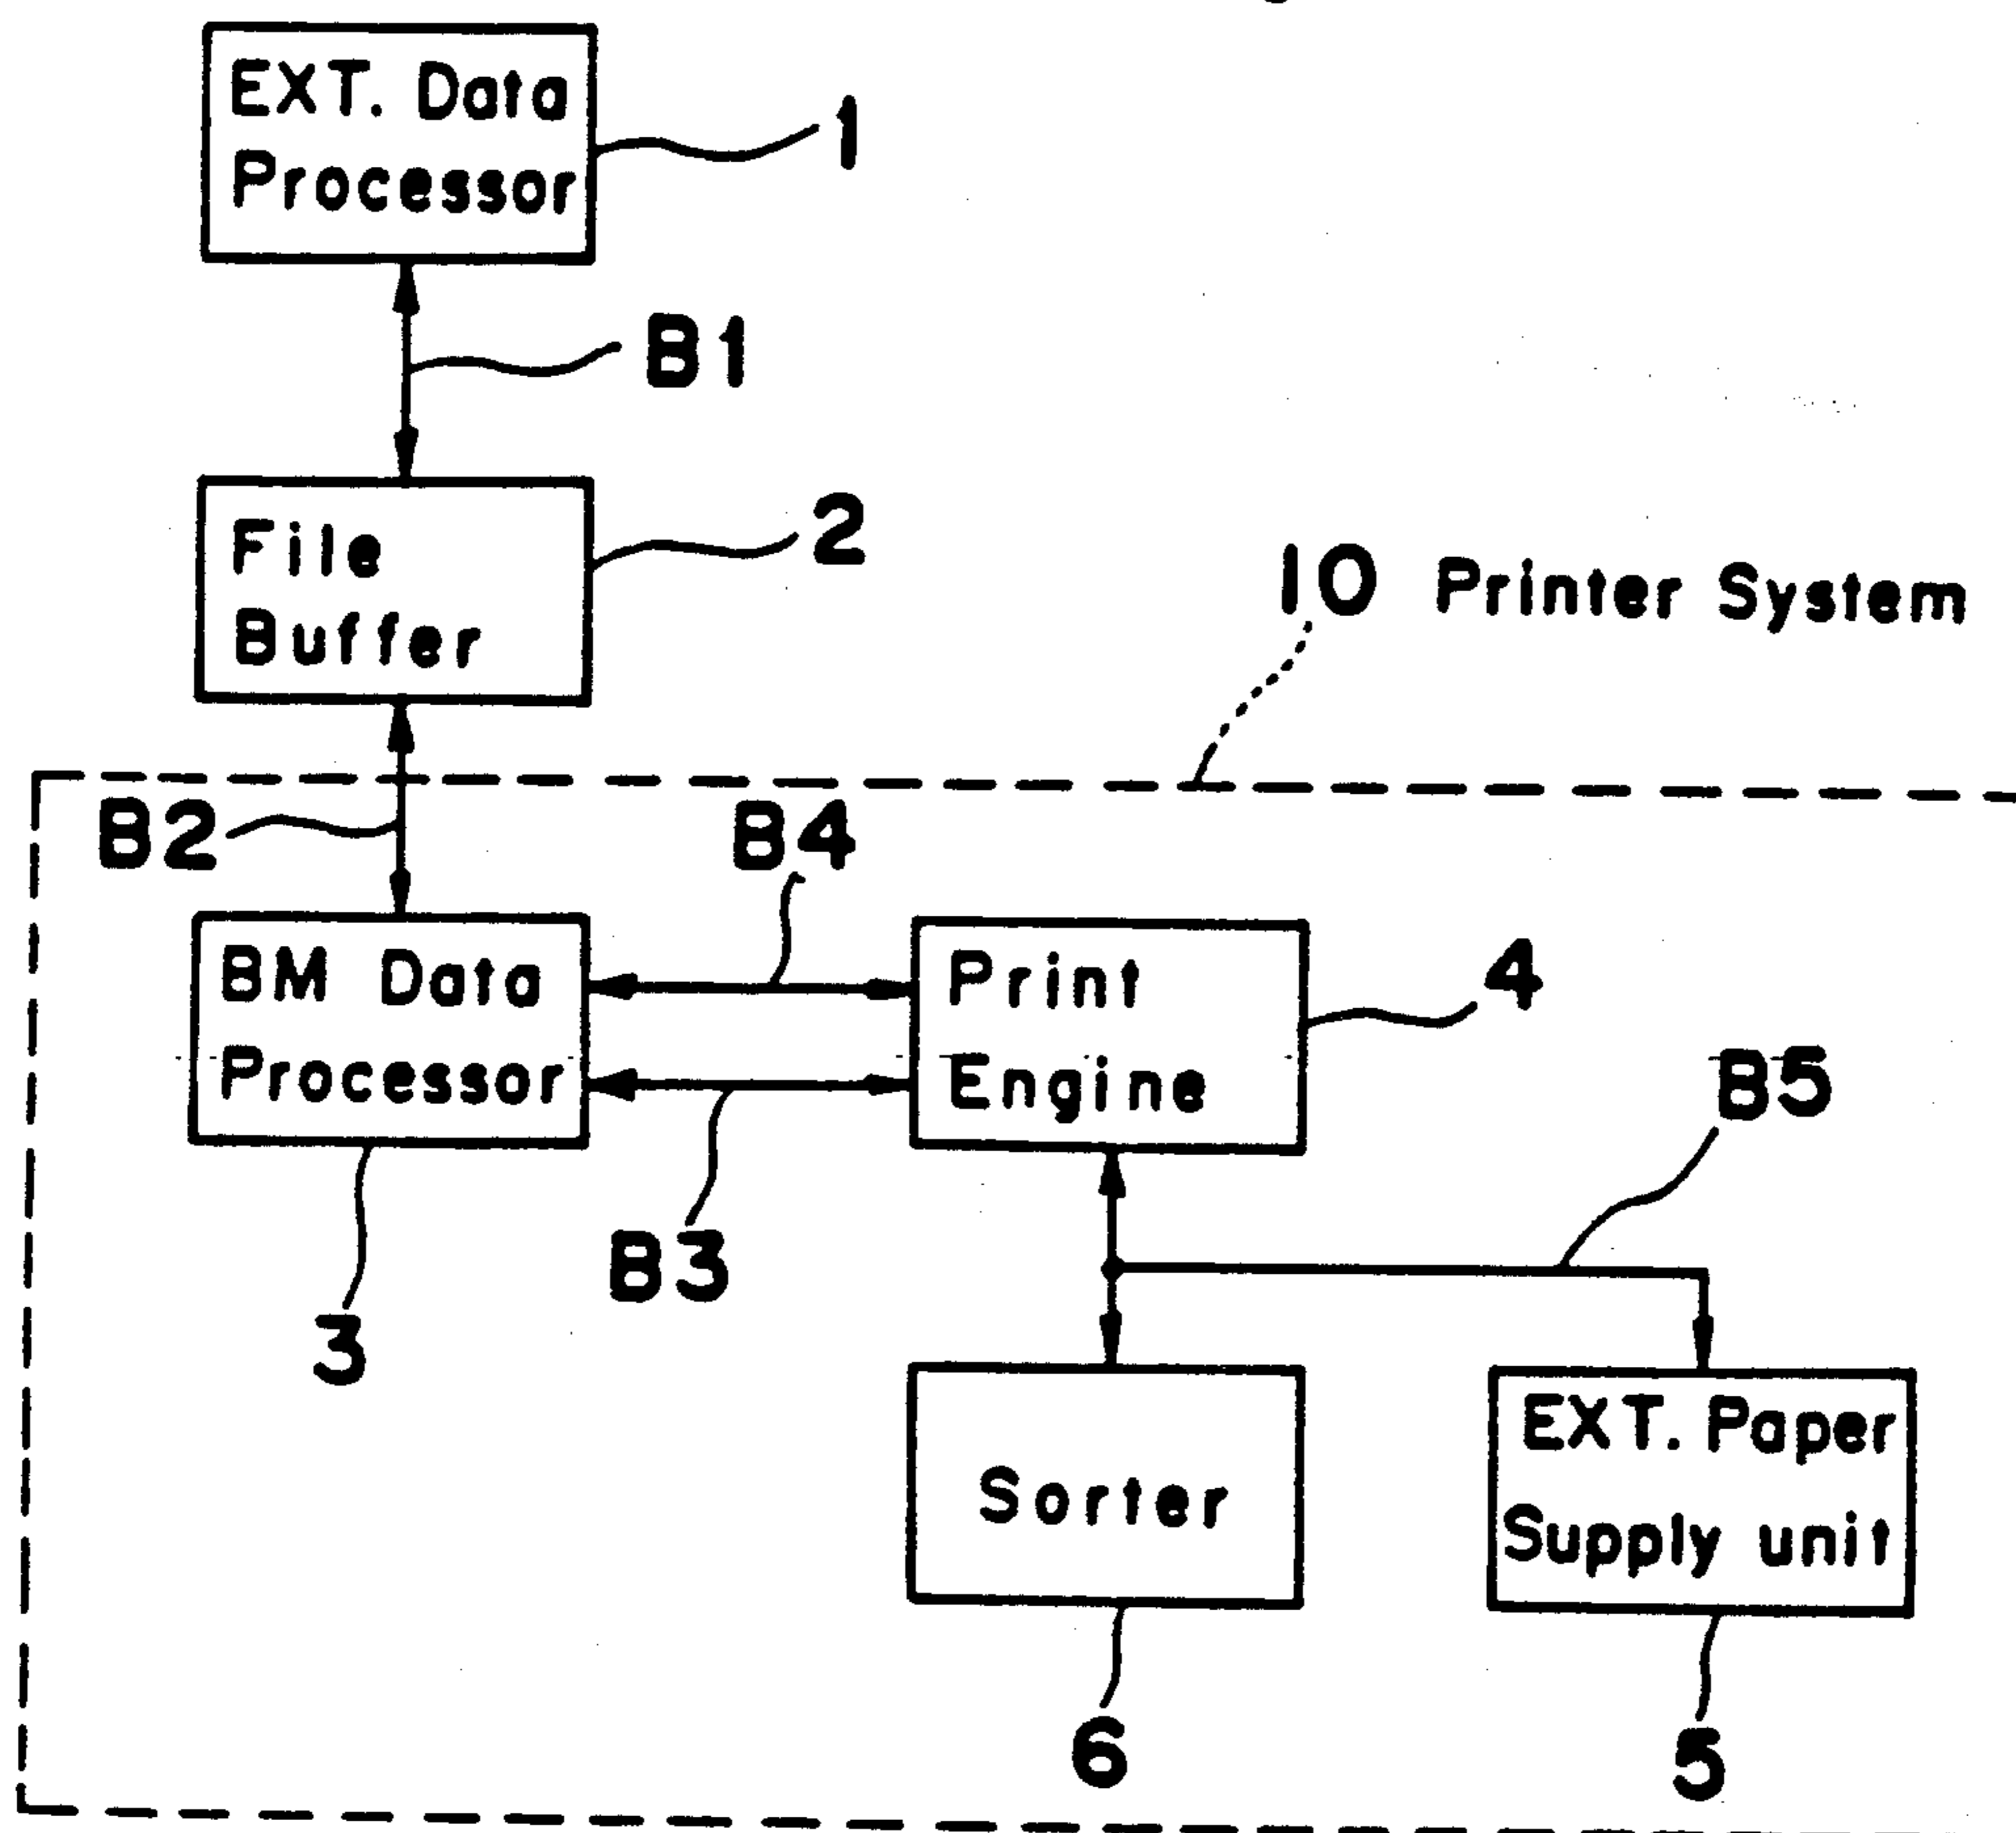 EXT. Data
Processor
1
B1
File
Buffer
2
10 Printer System
B2
B4
BM Data
Processor
Print
Engine
4
B5
B3
3
Sorter
EXT. Paper
Supply unit
6
5